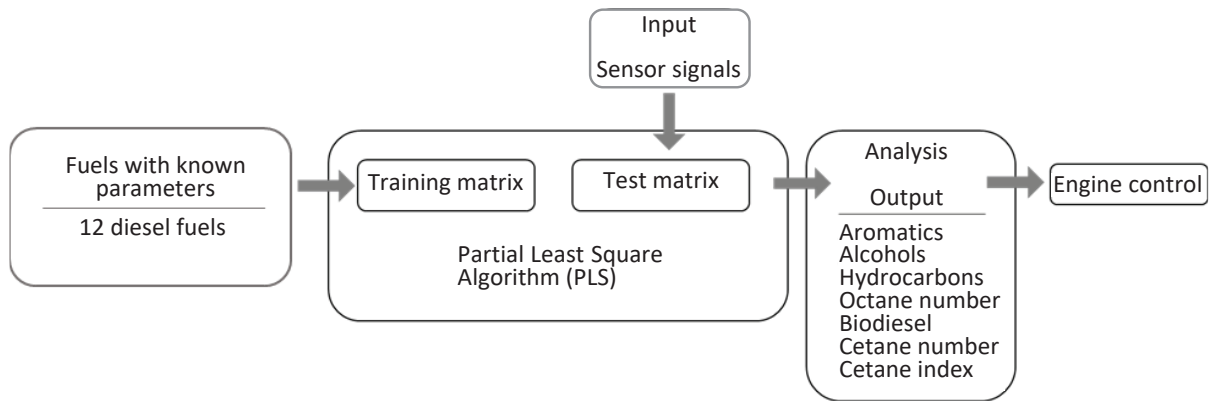 Input
Sensor signals
Fuels with known
parameters
12 diesel fuels
Training matrix
Test matrix
Partial Least Square
Algorithm (PLS)
Analysis
Output
Aromatics
Alcohols
Hydrocarbons
Octane number
Biodiesel
Cetane number
Cetane index
Engine control